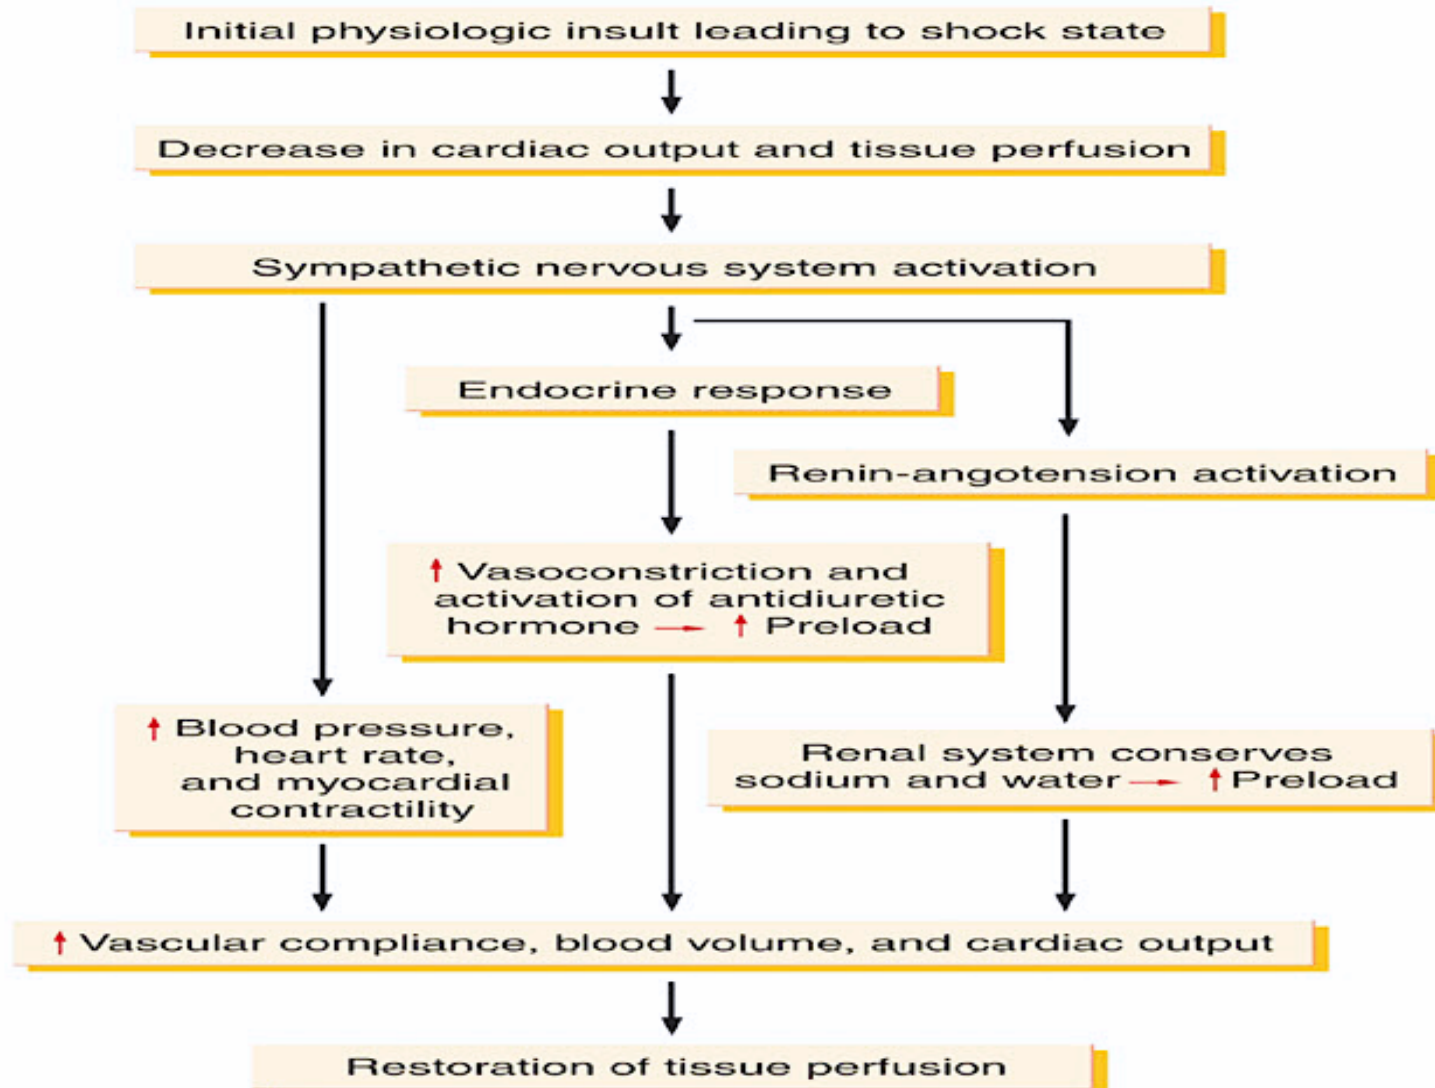 Initial physiologic insult leading to shock state
Decrease in cardiac output and tissue perfusion
Sympathetic nervous system activation
Endocrine response
Renin-angotension activation
↑ Vasoconstriction and
activation of antidiuretic
hormone → ↑ Preload
↑ Blood pressure,
heart rate,
and myocardial
contractility
Renal system conserves
sodium and water → ↑ Preload
↑ Vascular compliance, blood volume, and cardiac output
Restoration of tissue perfusion